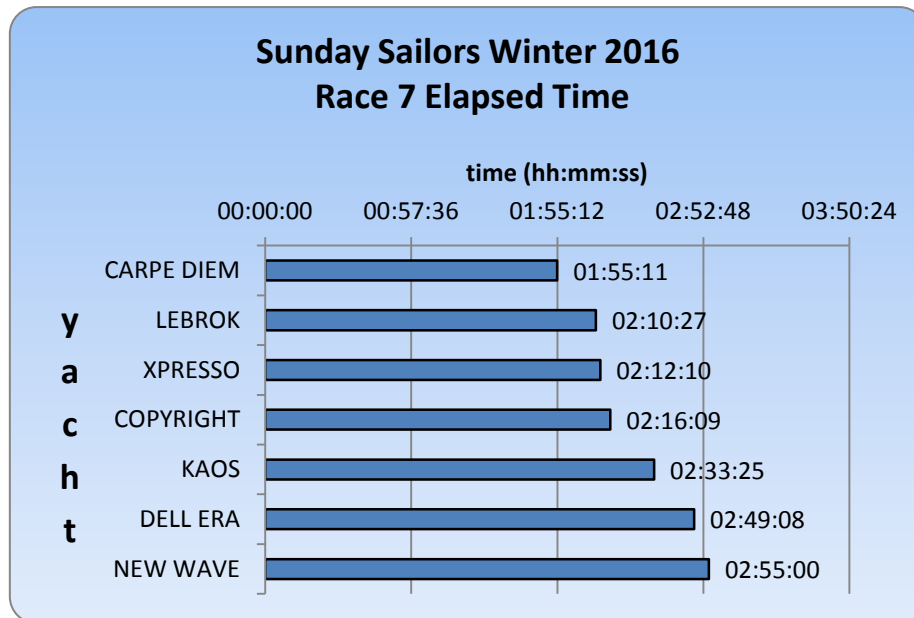 Sunday Sailors Winter 2016
Race 7 Elapsed Time
time (hh:mm:ss)
00:00:00 00:57:36 01:55:12 02:52:48 03:50:24
yacht
CARPE DIEM 01:55:11
LEBROK 02:10:27
XPRESSO 02:12:10
COPYRIGHT 02:16:09
KAOS 02:33:25
DELL ERA 02:49:08
NEW WAVE 02:55:00